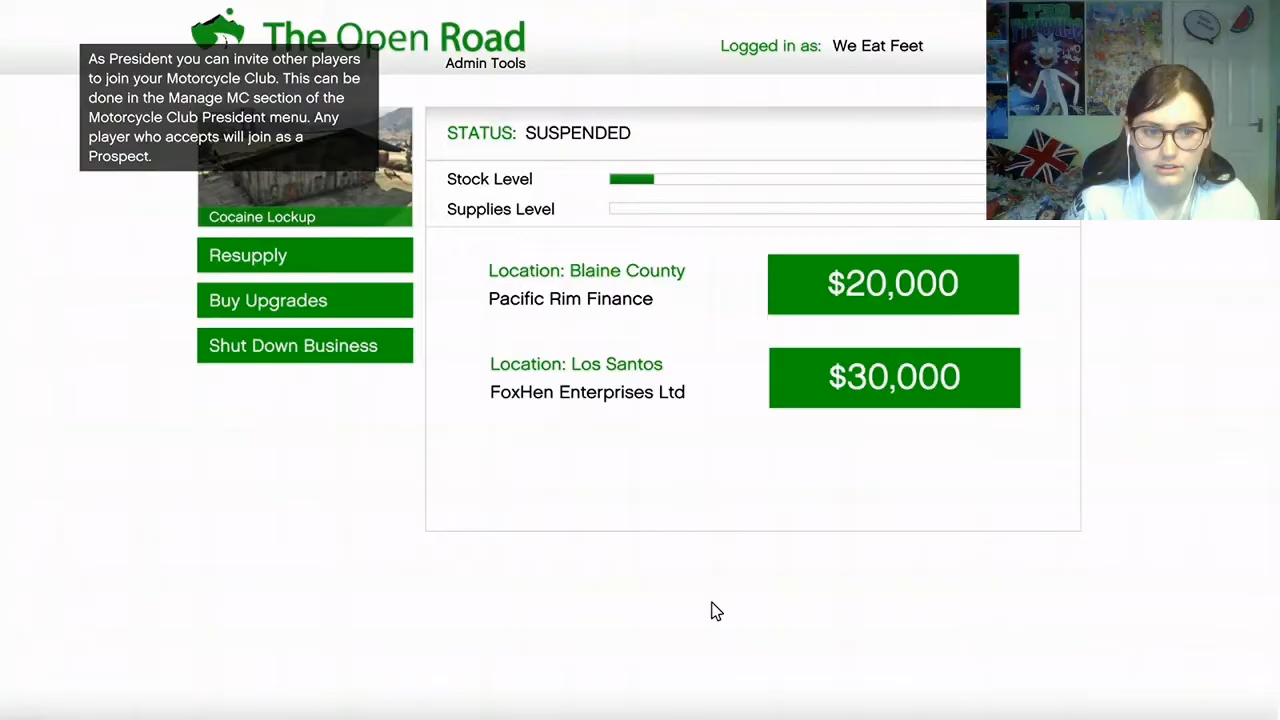 The Open Road
Admin Tools
Logged in as: We Eat Feet
As President you can invite other players
to join your Motorcycle Club. This can be
done in the Manage MC section of the
Motorcycle Club President menu. Any
player who accepts will join as a
Prospect.
Cocaine Lockup
Resupply
Buy Upgrades
Shut Down Business
STATUS: SUSPENDED
Stock Level
Supplies Level
Location: Blaine County
Pacific Rim Finance
$20,000
Location: Los Santos
FoxHen Enterprises Ltd
$30,000